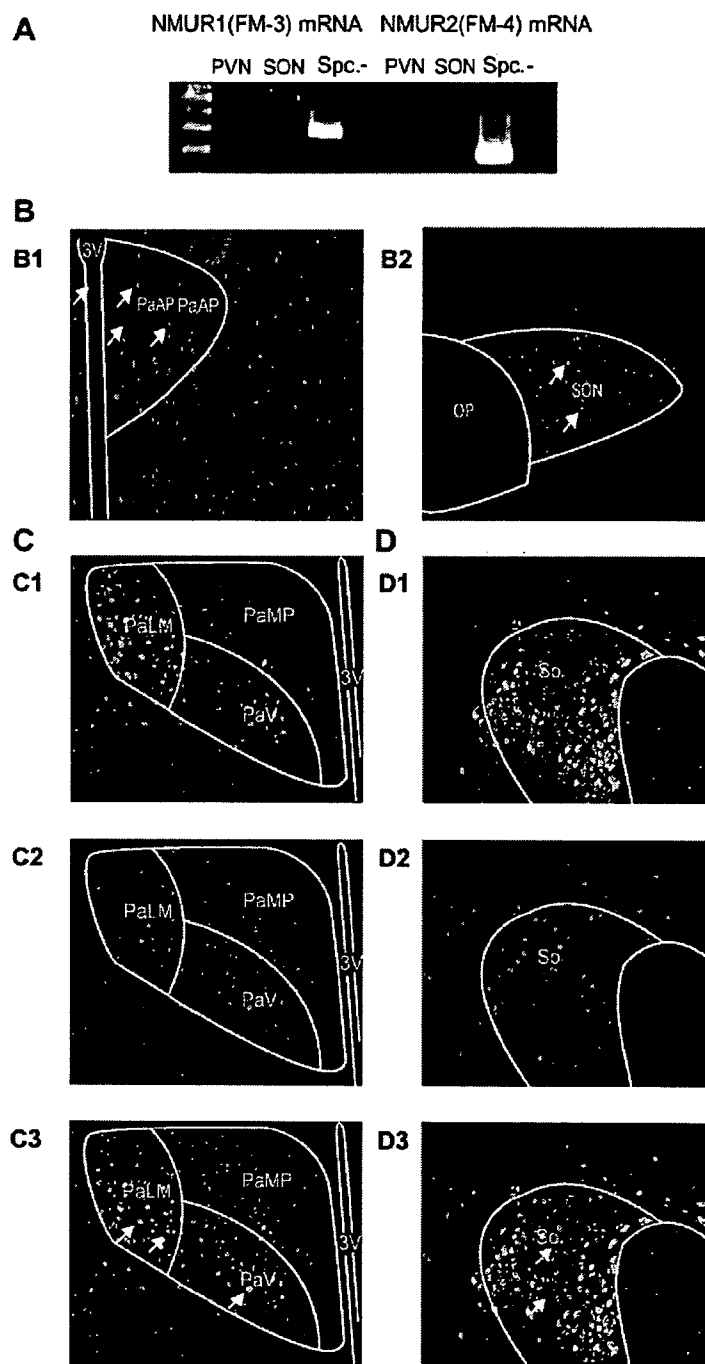 A
NMUR1(FM-3) mRNA NMUR2(FM-4) mRNA
PVN SON Spc.- PVN SON Spc.-
B
B1
3V
PaAP PaAP
B2
OP
SON
C
C1
PaLM
PaMP
PaV
3V
D
D1
So
C2
PaLM
PaMP
PaV
3V
D2
So
C3
PaLM
PaMP
PaV
3V
D3
So